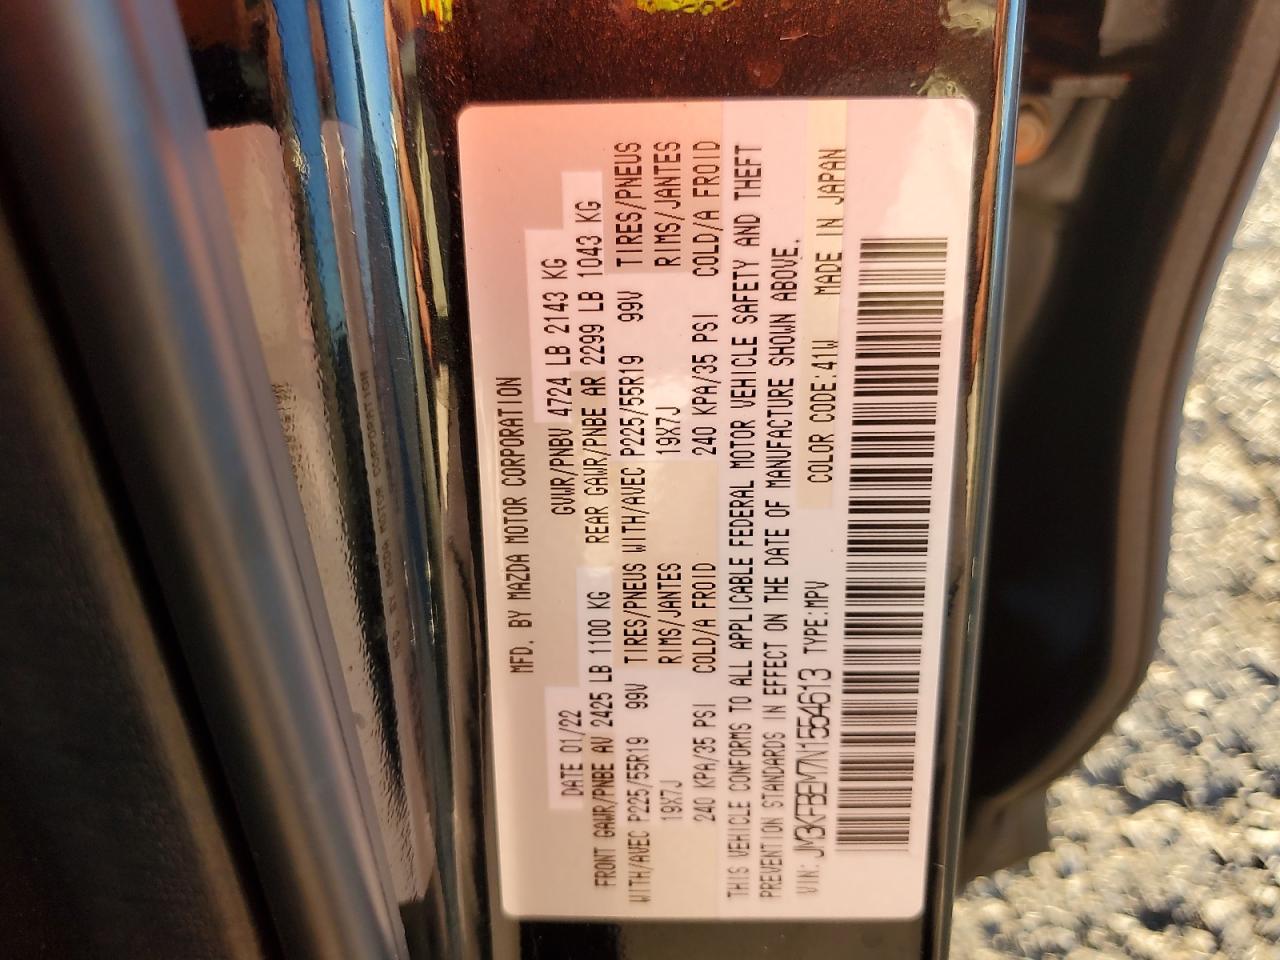 MFD. BY MAZDA MOTOR CORPORATION
DATE 01/22 GVWR/PNBV 4724 LB 2143 KG
FRONT GAWR/PNBE AV 2425 LB 1100 KG REAR GAWR/PNBE AR 2299 LB 1043 KG
WITH/AVEC P225/55R19 99V TIRES/PNEUS WITH/AVEC P225/55R19 99V TIRES/PNEUS
19X7J RIMS/JANTES 19X7J RIMS/JANTES
240 KPA/35 PSI COLD/A FROID 240 KPA/35 PSI COLD/A FROID
THIS VEHICLE CONFORMS TO ALL APPLICABLE FEDERAL MOTOR VEHICLE SAFETY AND THEFT
PREVENTION STANDARDS IN EFFECT ON THE DATE OF MANUFACTURE SHOWN ABOVE.
VIN: JM3KFBEM7N1554613 TYPE:MPV COLOR CODE:41W MADE IN JAPAN